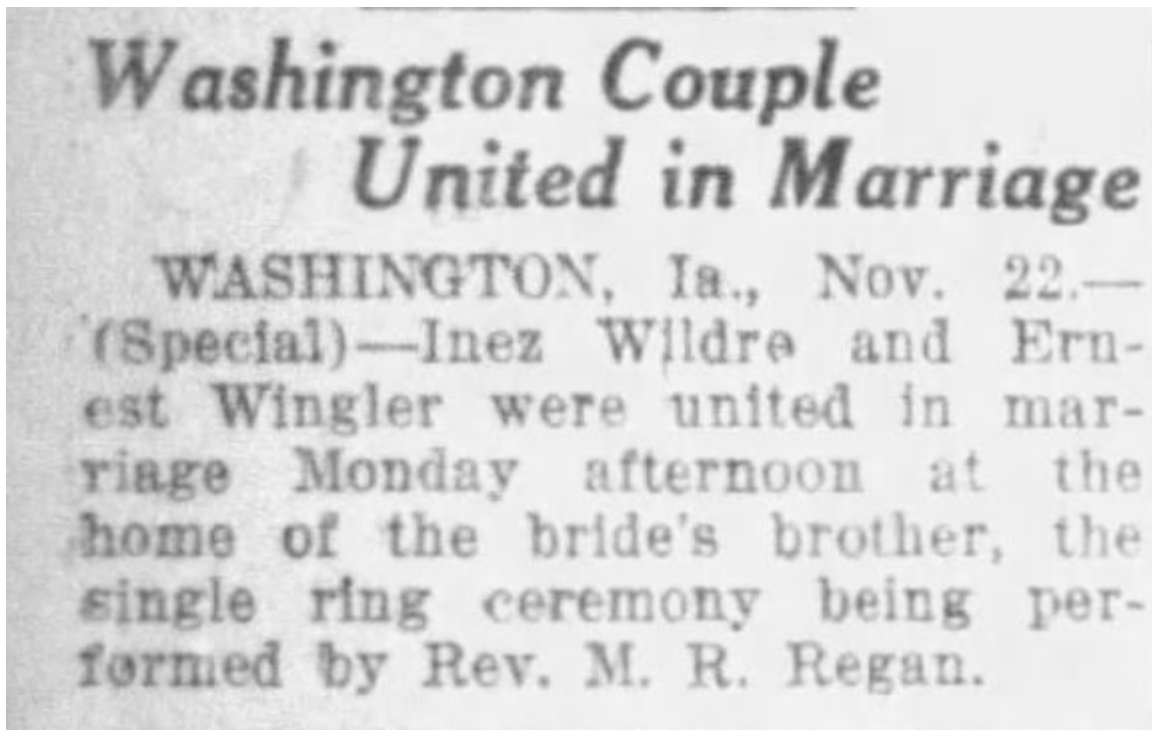 Washington Couple
United in Marriage
WASHINGTON, Ia., Nov. 22.—
(Special)—Inez Wildre and Ern-
est Wingler were united in mar-
riage Monday afternoon at the
home of the bride's brother, the
single ring ceremony being per-
formed by Rev. M. R. Regan.